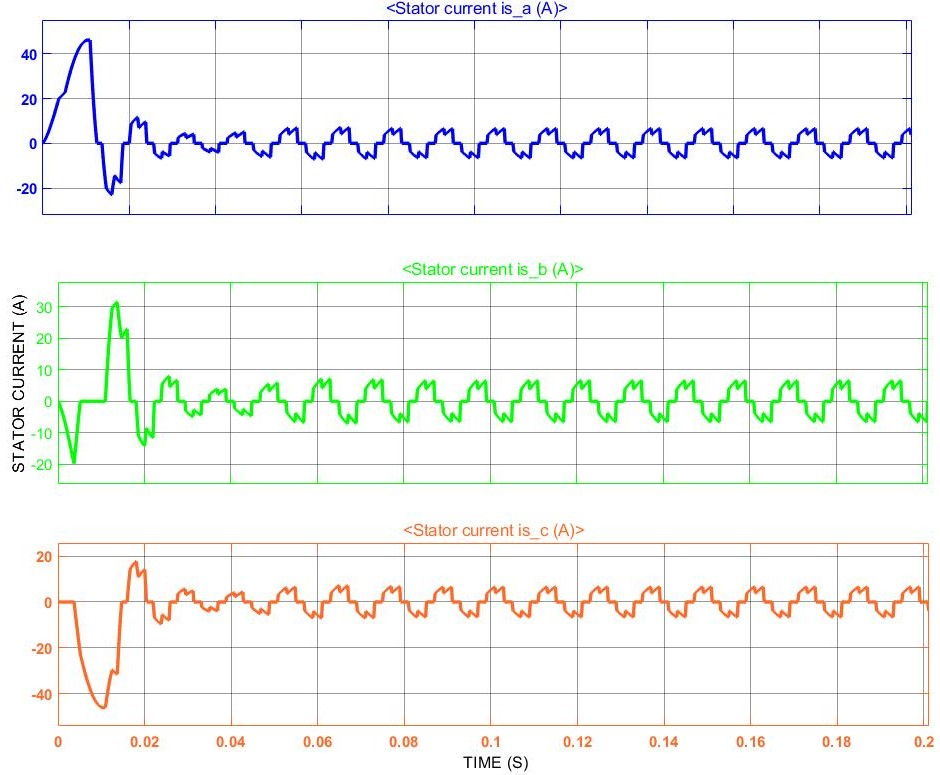 <Stator current is_a (A)>
40
20
0
-20
<Stator current is_b (A)>
STATOR CURRENT (A)
30
20
10
0
-10
-20
<Stator current is_c (A)>
20
0
-20
-40
0 0.02 0.04 0.06 0.08 0.1 0.12 0.14 0.16 0.18 0.2
TIME (S)